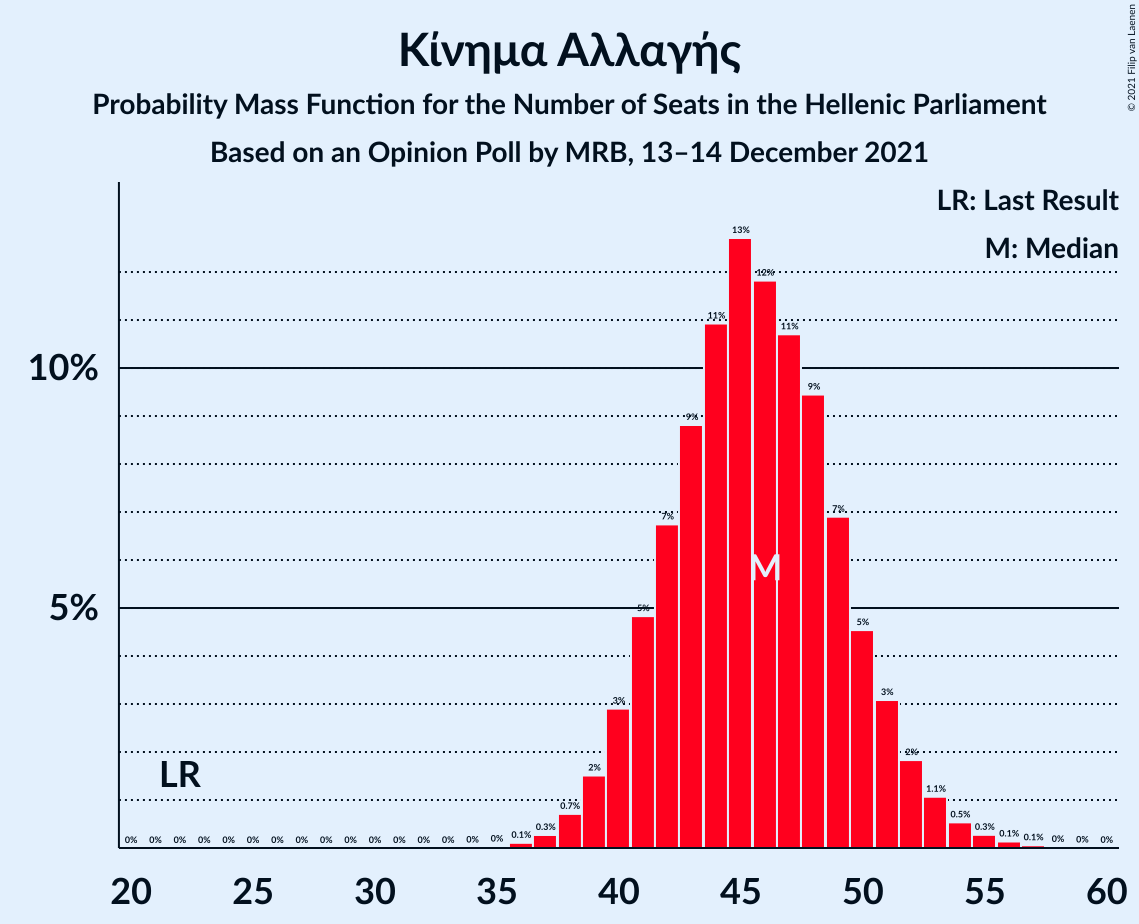 © 2021 Filip van Laenen
Κίνημα Αλλαγής
Probability Mass Function for the Number of Seats in the Hellenic Parliament
Based on an Opinion Poll by MRB, 13–14 December 2021
LR: Last Result
M: Median
10%
5%
LR
M
0% 0% 0% 0% 0% 0% 0% 0% 0% 0% 0% 0% 0% 0% 0% 0% 0.1% 0.3% 0.7% 2% 3% 5% 7% 9% 11% 13% 12% 11% 9% 7% 5% 3% 2% 1.1% 0.5% 0.3% 0.1% 0.1% 0% 0% 0%
20 25 30 35 40 45 50 55 60